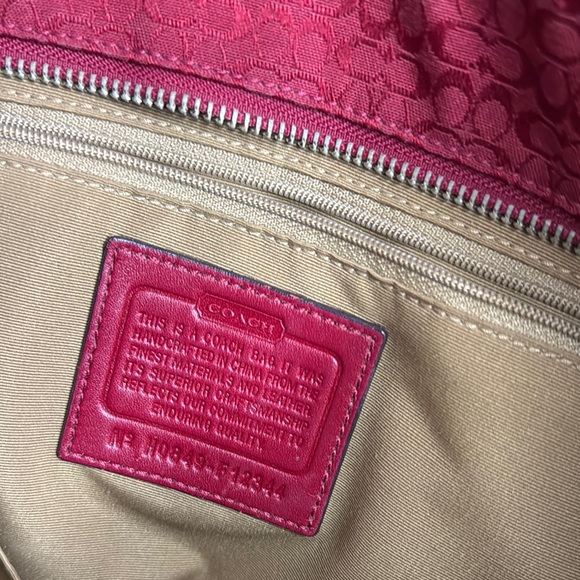 COACH
THIS IS A COACH BAG. IT WAS
HANDCRAFTED IN CHINA FROM THE
FINEST MATERIALS AND LEATHER
ITS SUPERIOR CRAFTSMANSHIP
REFLECTS OUR COMMITMENT TO
ENDURING QUALITY.
H0849-F12344